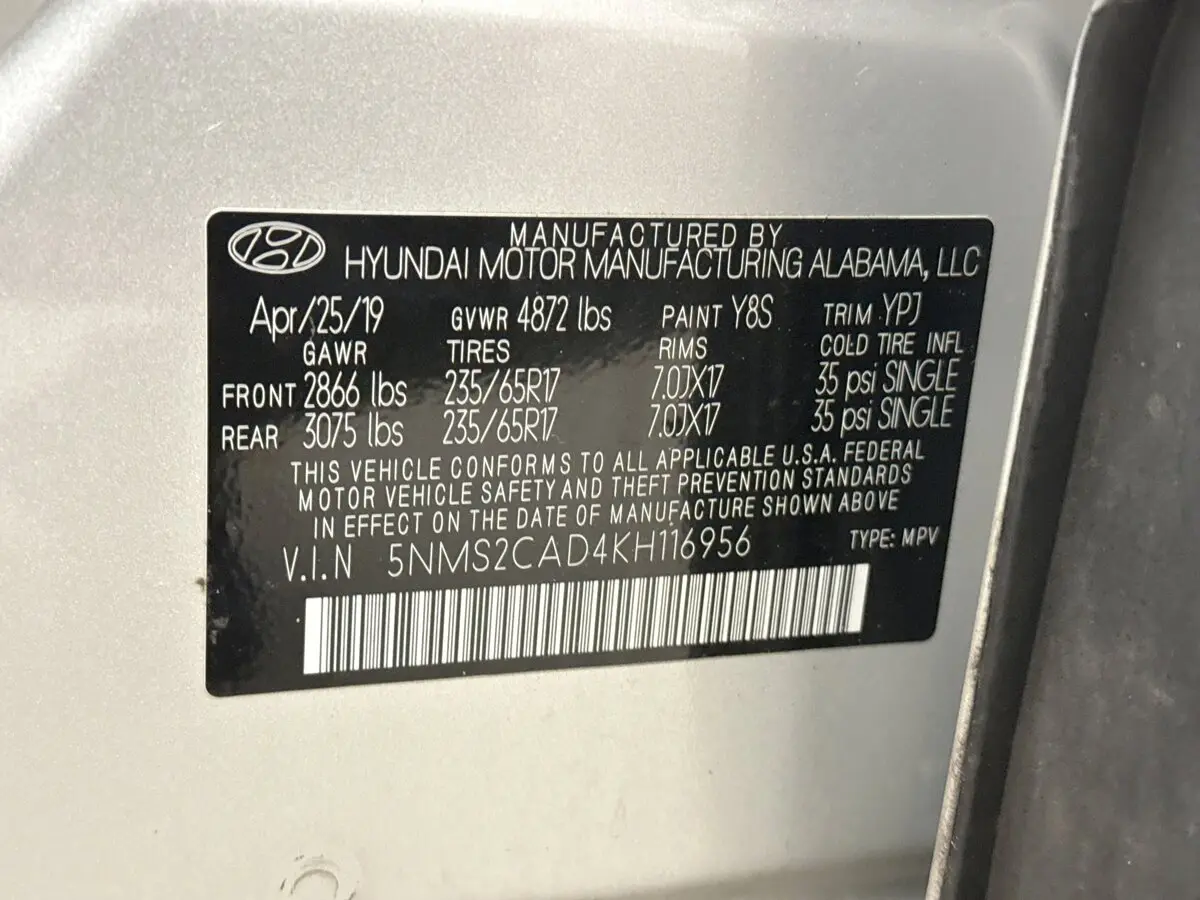 MANUFACTURED BY
HYUNDAI MOTOR MANUFACTURING ALABAMA, LLC
Apr/25/19 GVWR 4872 lbs PAINT Y8S TRIM YPJ
GAWR TIRES RIMS COLD TIRE INFL
FRONT 2866 lbs 235/65R17 7.0JX17 35 psi SINGLE
REAR 3075 lbs 235/65R17 7.0JX17 35 psi SINGLE
THIS VEHICLE CONFORMS TO ALL APPLICABLE U.S.A. FEDERAL
MOTOR VEHICLE SAFETY AND THEFT PREVENTION STANDARDS
IN EFFECT ON THE DATE OF MANUFACTURE SHOWN ABOVE
V.I.N 5NMS2CAD4KH116956 TYPE: MPV